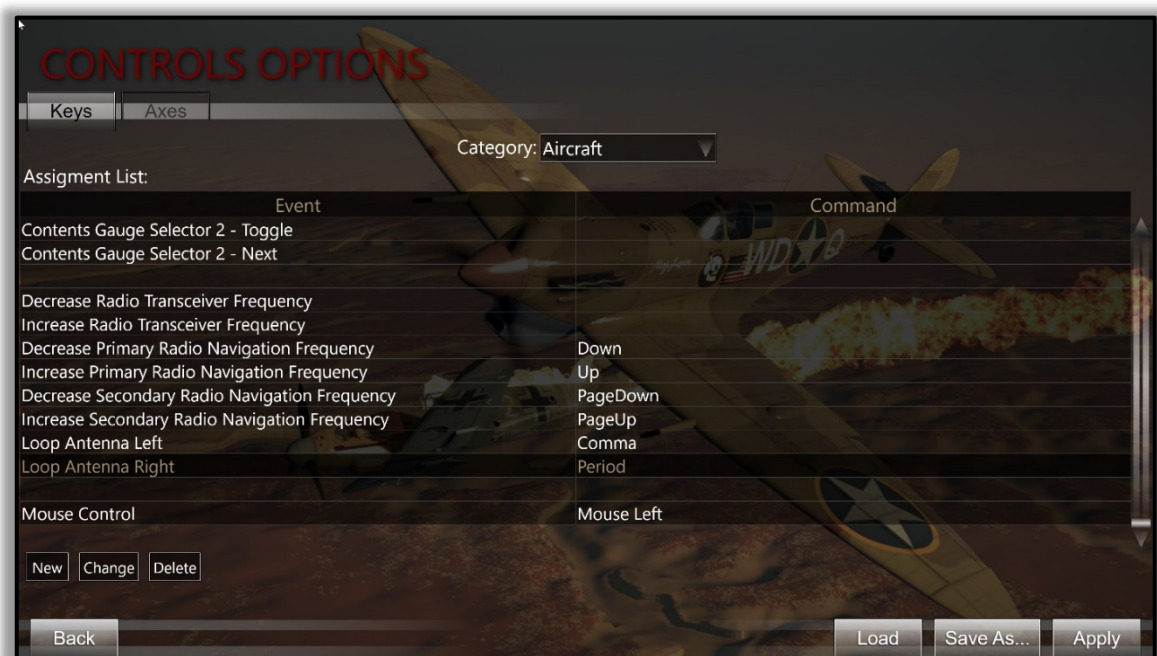 CONTROLS OPTIONS
Keys Axes
Category: Aircraft
Assigment List:
Event Command
Contents Gauge Selector 2 - Toggle
Contents Gauge Selector 2 - Next
Decrease Radio Transceiver Frequency
Increase Radio Transceiver Frequency
Decrease Primary Radio Navigation Frequency Down
Increase Primary Radio Navigation Frequency Up
Decrease Secondary Radio Navigation Frequency PageDown
Increase Secondary Radio Navigation Frequency PageUp
Loop Antenna Left Comma
Loop Antenna Right Period
Mouse Control Mouse Left
New Change Delete
Back Load Save As... Apply
WD Q